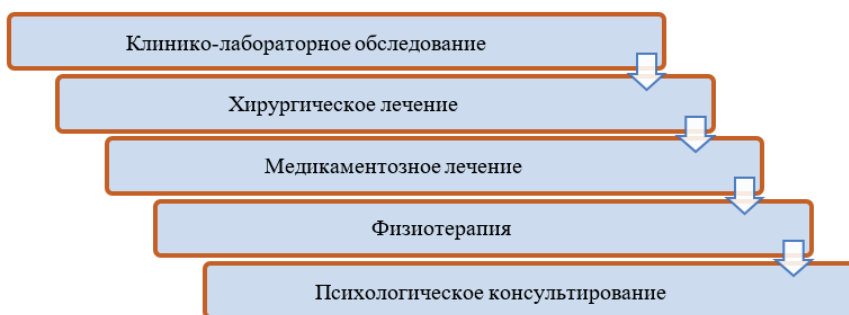 Клинико-лабораторное обследование
Хирургическое лечение
Медикаментозное лечение
Физиотерапия
Психологическое консультирование